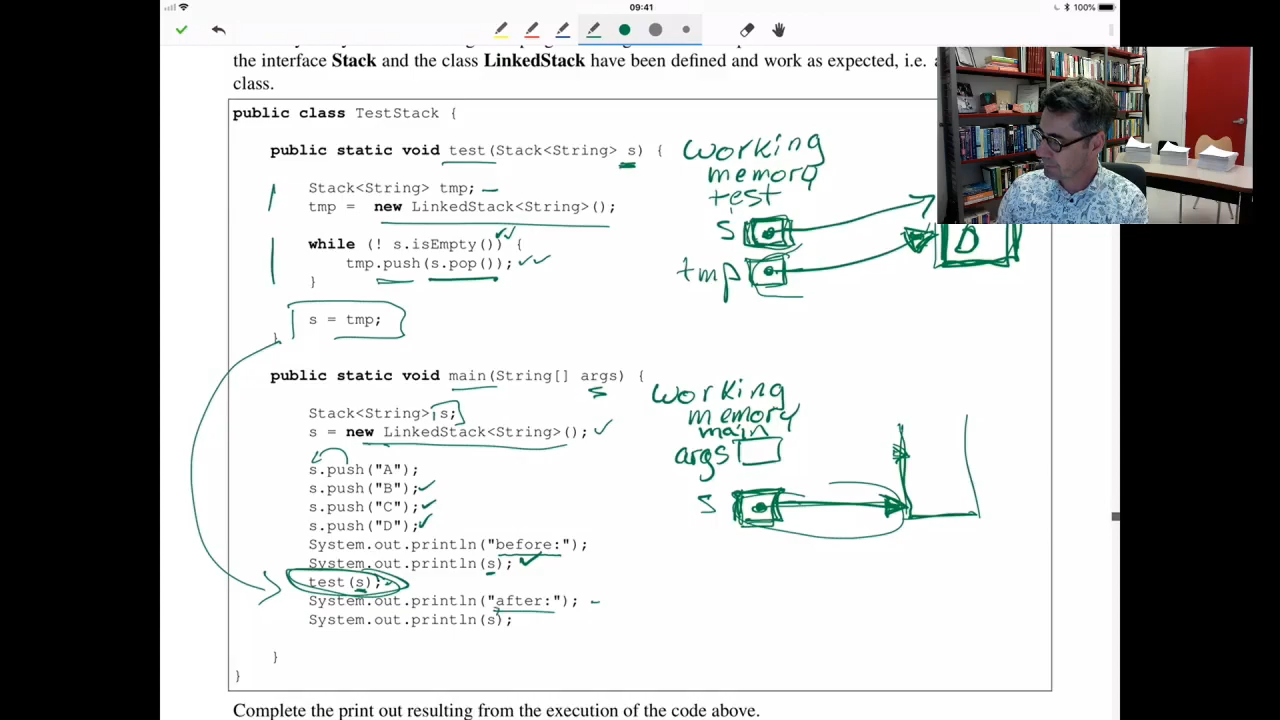 09:41
100%
the interface Stack and the class LinkedStack have been defined and work as expected, i.e.
class.
public class TestStack {
public static void test(Stack<String> s) {
Stack<String> tmp;
tmp = new LinkedStack<String>();
while (! s.isEmpty()) {
tmp.push(s.pop());
}
s = tmp;
}
working
memory
test
s
tmp
D
public static void main(String[] args) {
Stack<String> s;
s = new LinkedStack<String>();
s.push("A");
s.push("B");
s.push("C");
s.push("D");
System.out.println("before:");
System.out.println(s);
test(s);
System.out.println("after:");
System.out.println(s);
}
}
s
working
memory
main
args
s
Complete the print out resulting from the execution of the code above.